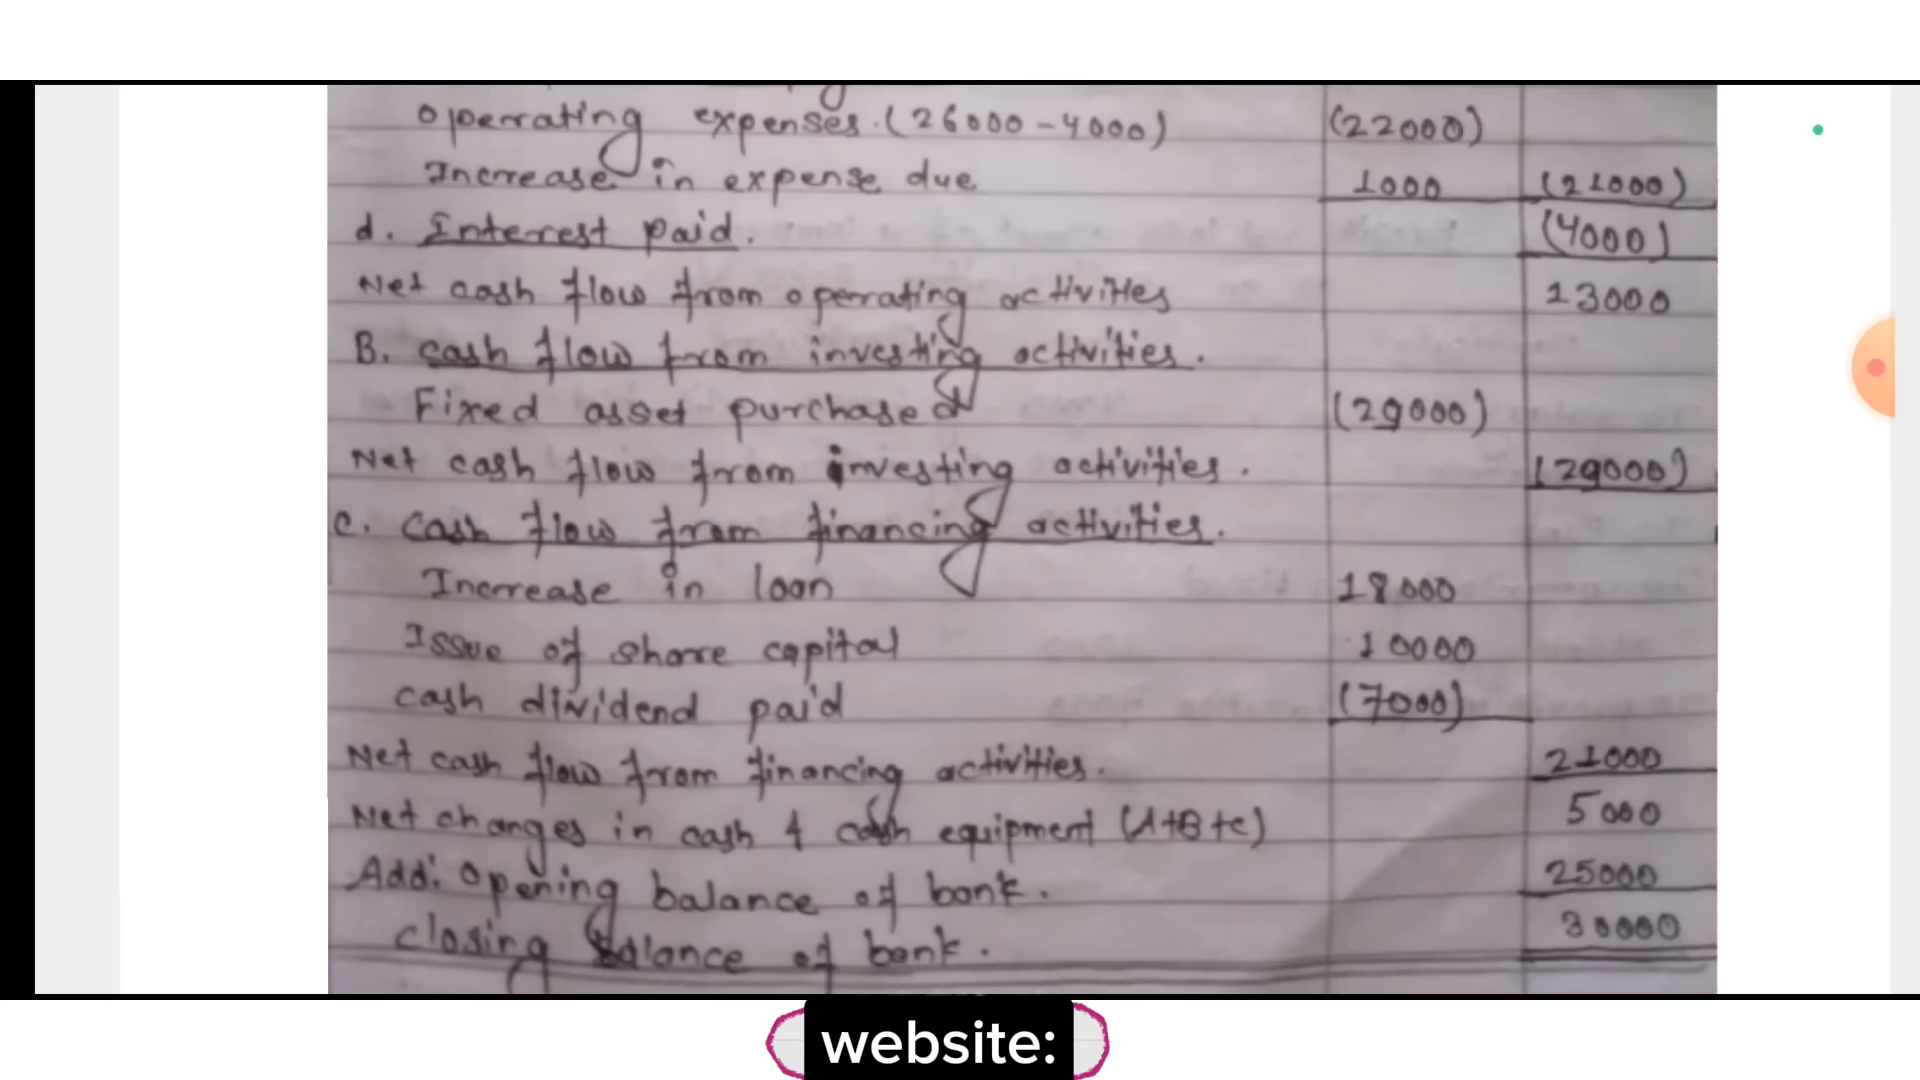 operating expenses.(26000-4000) (22000)
Increase in expense due 1000 (21000)
d. Interest paid. (4000)
Net cash flow from operating activities 13000
B. cash flow from investing activities.
Fixed asset purchased (29000)
Net cash flow from investing activities. (29000)
c. Cash flow from financing activities.
Increase in loan 18000
Issue of share capital 10000
cash dividend paid (7000)
Net cash flow from financing activities. 21000
Net changes in cash & cash equipment (A+B+C) 5000
Add: Opening balance of bank. 25000
Closing balance of bank. 30000
website: